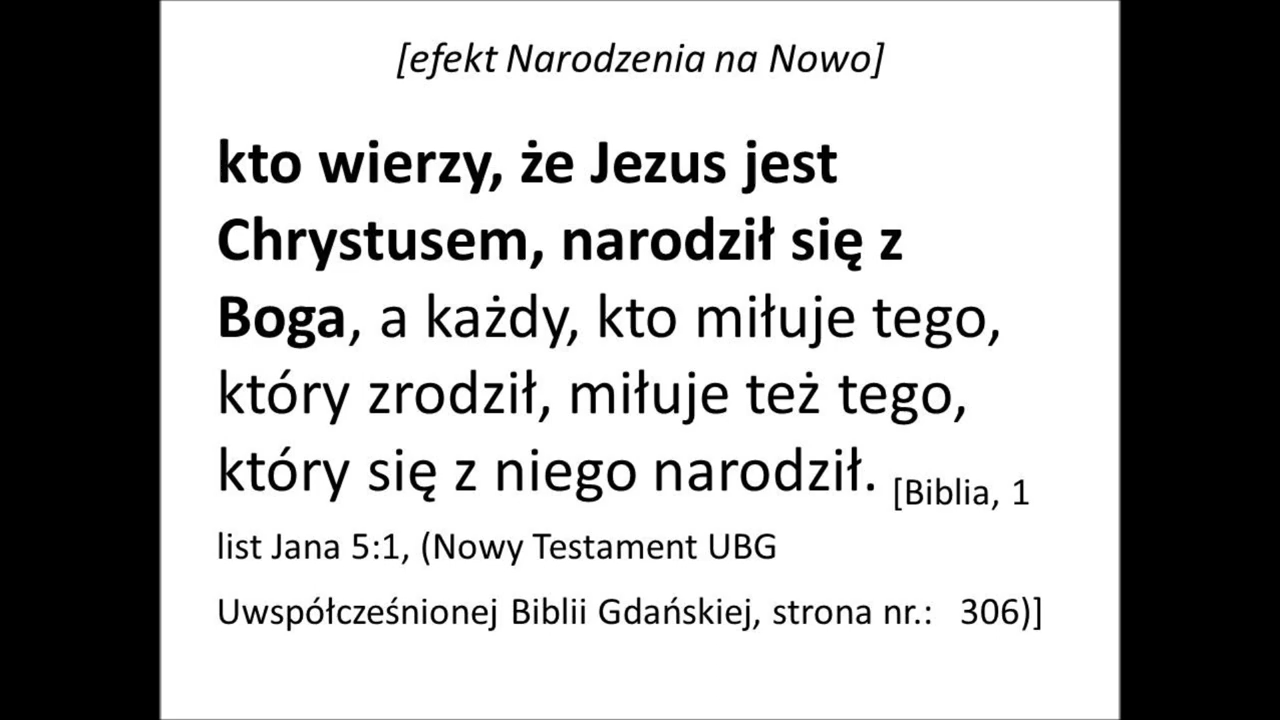 [efekt Narodzenia na Nowo]
kto wierzy, że Jezus jest
Chrystusem, narodził się z
Boga, a każdy, kto miłuje tego,
który zrodził, miłuje też tego,
który się z niego narodził. [Biblia, 1
list Jana 5:1, (Nowy Testament UBG
Uwspółcześnionej Biblii Gdańskiej, strona nr.: 306)]